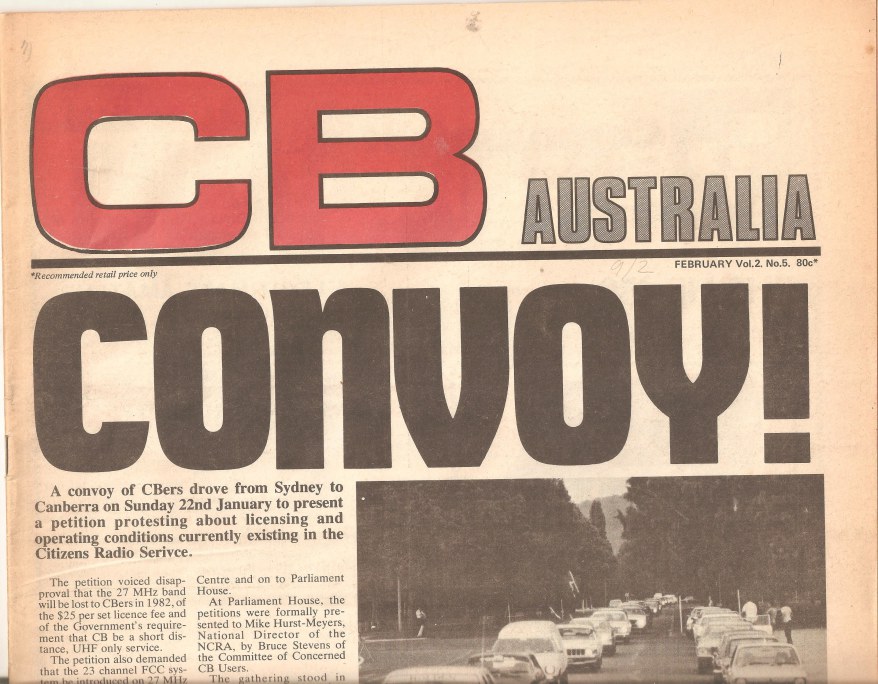 CB AUSTRALIA
*Recommended retail price only
FEBRUARY Vol.2. No.5. 80c*
9/2
CONVOY!
A convoy of CBers drove from Sydney to
Canberra on Sunday 22nd January to present
a petition protesting about licensing and
operating conditions currently existing in the
Citizens Radio Serivce.
The petition voiced disap-
proval that the 27 MHz band
will be lost to CBers in 1982, of
the $25 per set licence fee and
of the Government's require-
ment that CB be a short dis-
tance, UHF only service.
The petition also demanded
that the 23 channel FCC sys-
tem be introduced on 27 MHz
Centre and on to Parliament
House.
At Parliament House, the
petitions were formally pre-
sented to Mike Hurst-Meyers,
National Director of the
NCRA, by Bruce Stevens of
the Committee of Concerned
CB Users.
The gathering stood in